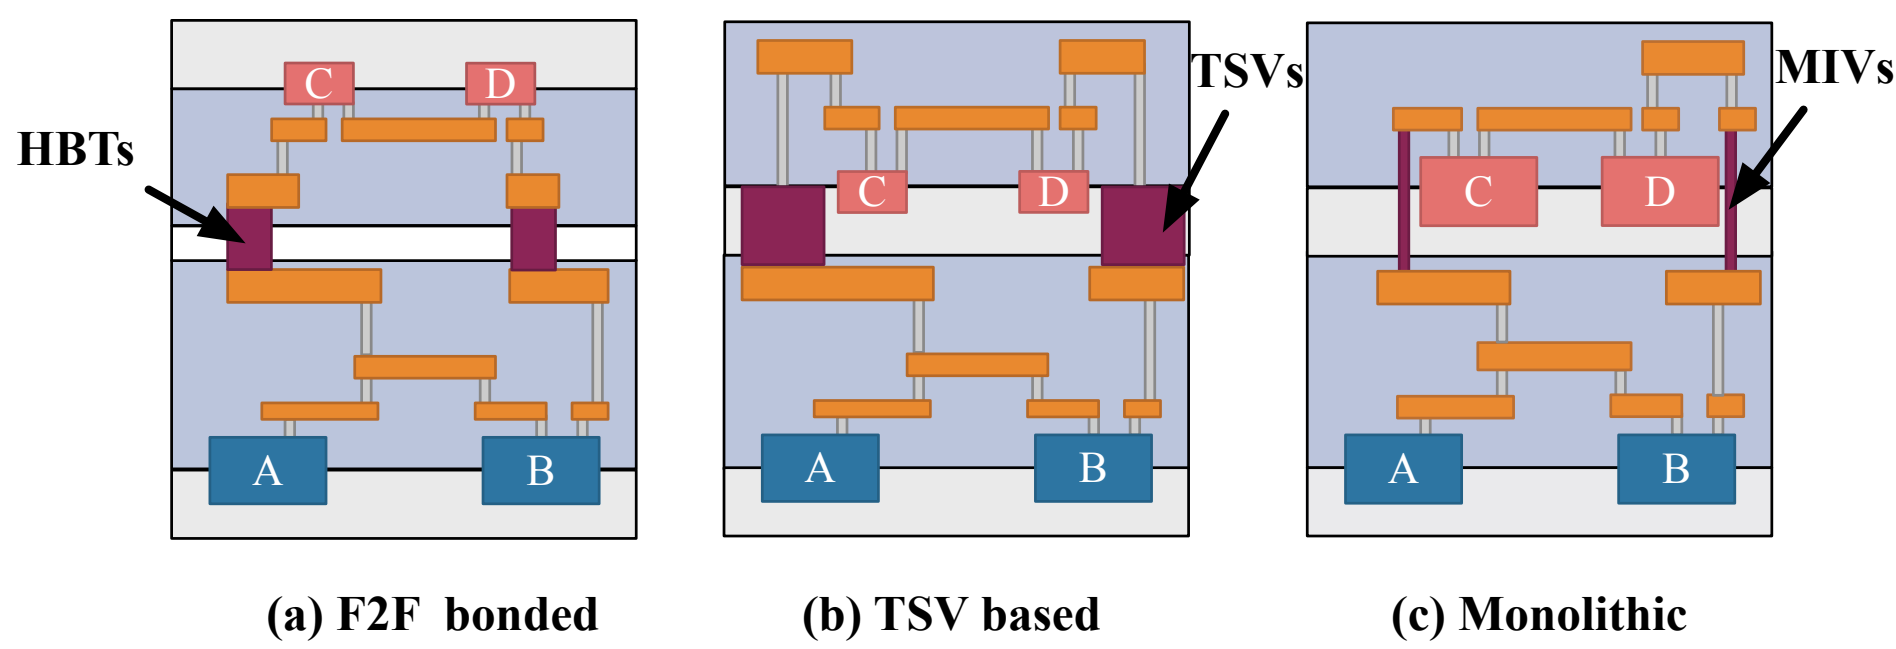 HBTs
C
D
A
B
(a) F2F bonded
TSVs
C
D
A
B
(b) TSV based
MIVs
C
D
A
B
(c) Monolithic